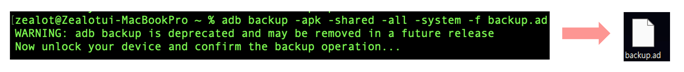 [zealot@Zealotui-MacBookPro ~ % adb backup -apk -shared -all -system -f backup.ad
WARNING: adb backup is deprecated and may be removed in a future release
Now unlock your device and confirm the backup operation...
backup.ad